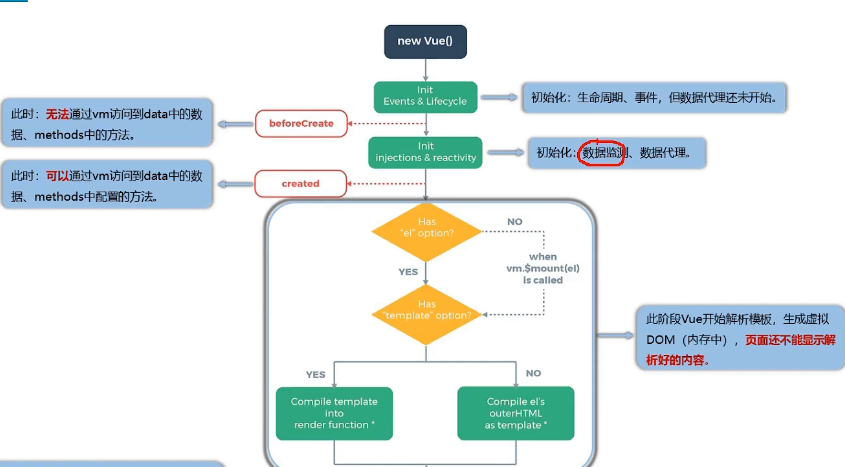 new Vue()
Init
Events & Lifecycle
初始化：生命周期、事件，但数据代理还未开始。
此时：无法通过vm访问到data中的数
据、methods中的方法。
beforeCreate
Init
injections & reactivity
初始化：数据监测、数据代理。
此时：可以通过vm访问到data中的数
据、methods中配置的方法。
created
Has
"el" option?
NO
when
vm.$mount(el)
is called
YES
Has
"template" option?
此阶段Vue开始解析模板，生成虚拟
DOM（内存中），页面还不能显示解
析好的内容。
YES
NO
Compile template
into
render function *
Compile el's
outerHTML
as template *